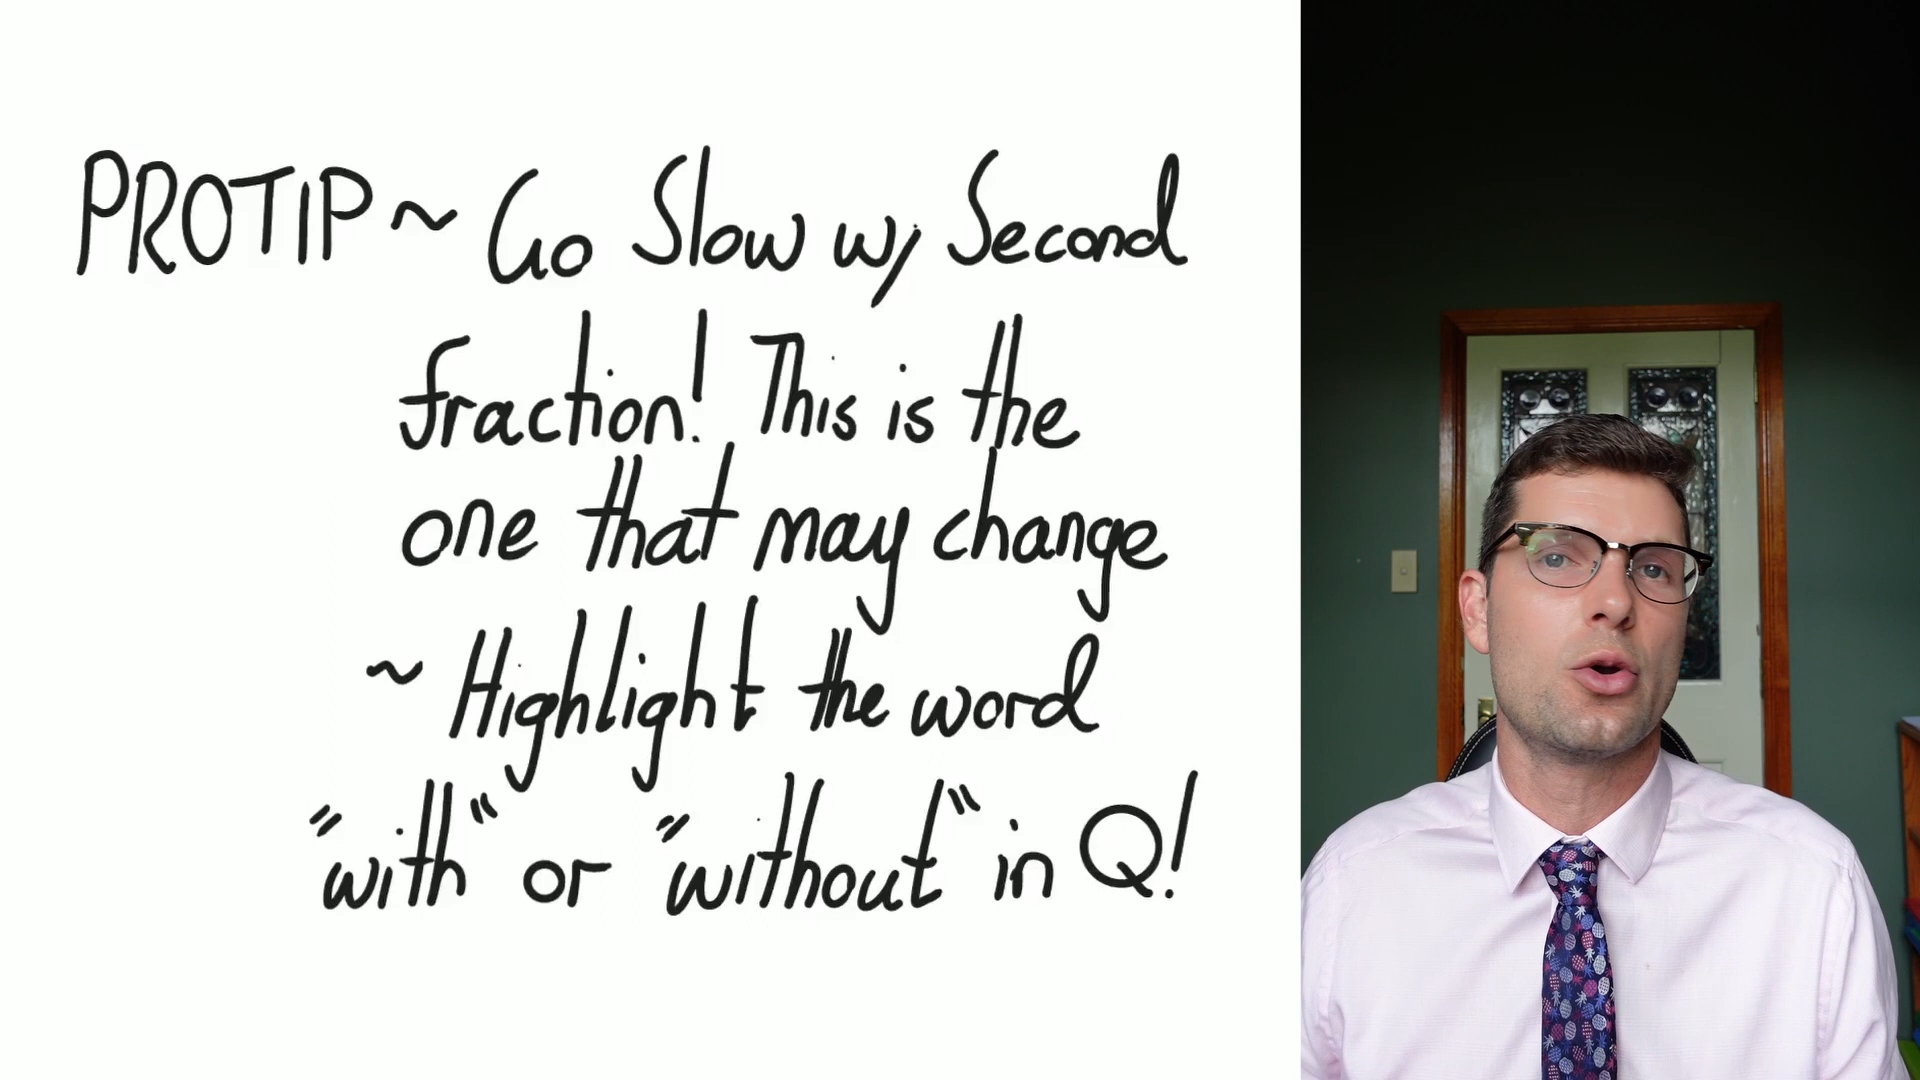 PROTIP ~ Go Slow w/ Second
fraction! This is the
one that may change
~ Highlight the word
"with" or "without" in Q!